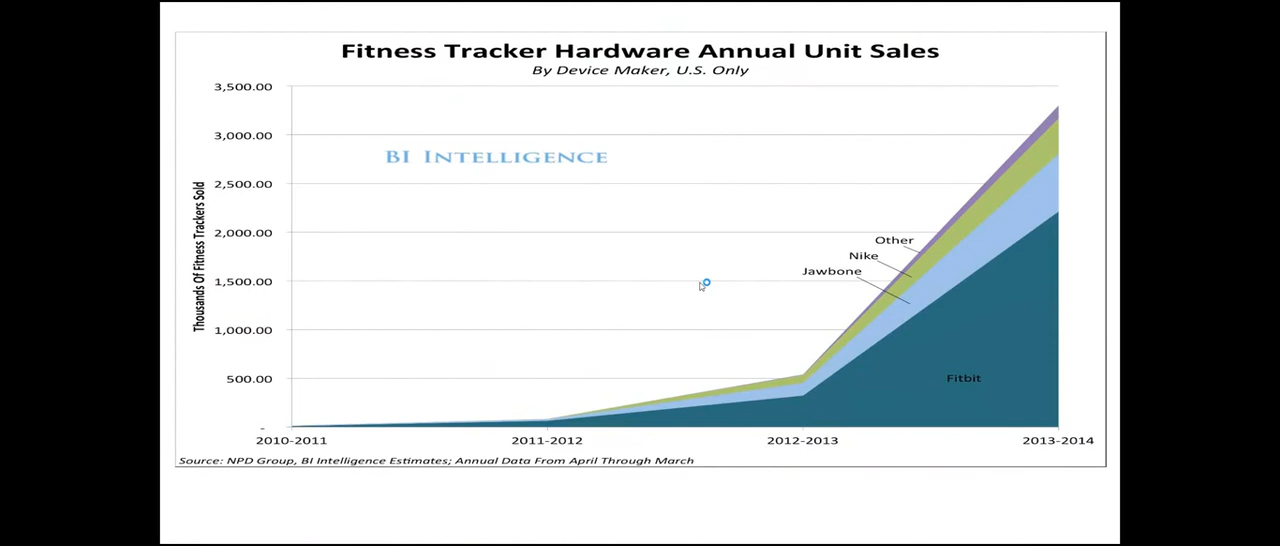 Fitness Tracker Hardware Annual Unit Sales
By Device Maker, U.S. Only
3,500.00
3,000.00
BI INTELLIGENCE
2,500.00
Thousands Of Fitness Trackers Sold
2,000.00
Other
Nike
Jawbone
1,500.00
1,000.00
500.00
Fitbit
-
2010-2011
2011-2012
2012-2013
2013-2014
Source: NPD Group, BI Intelligence Estimates; Annual Data From April Through March